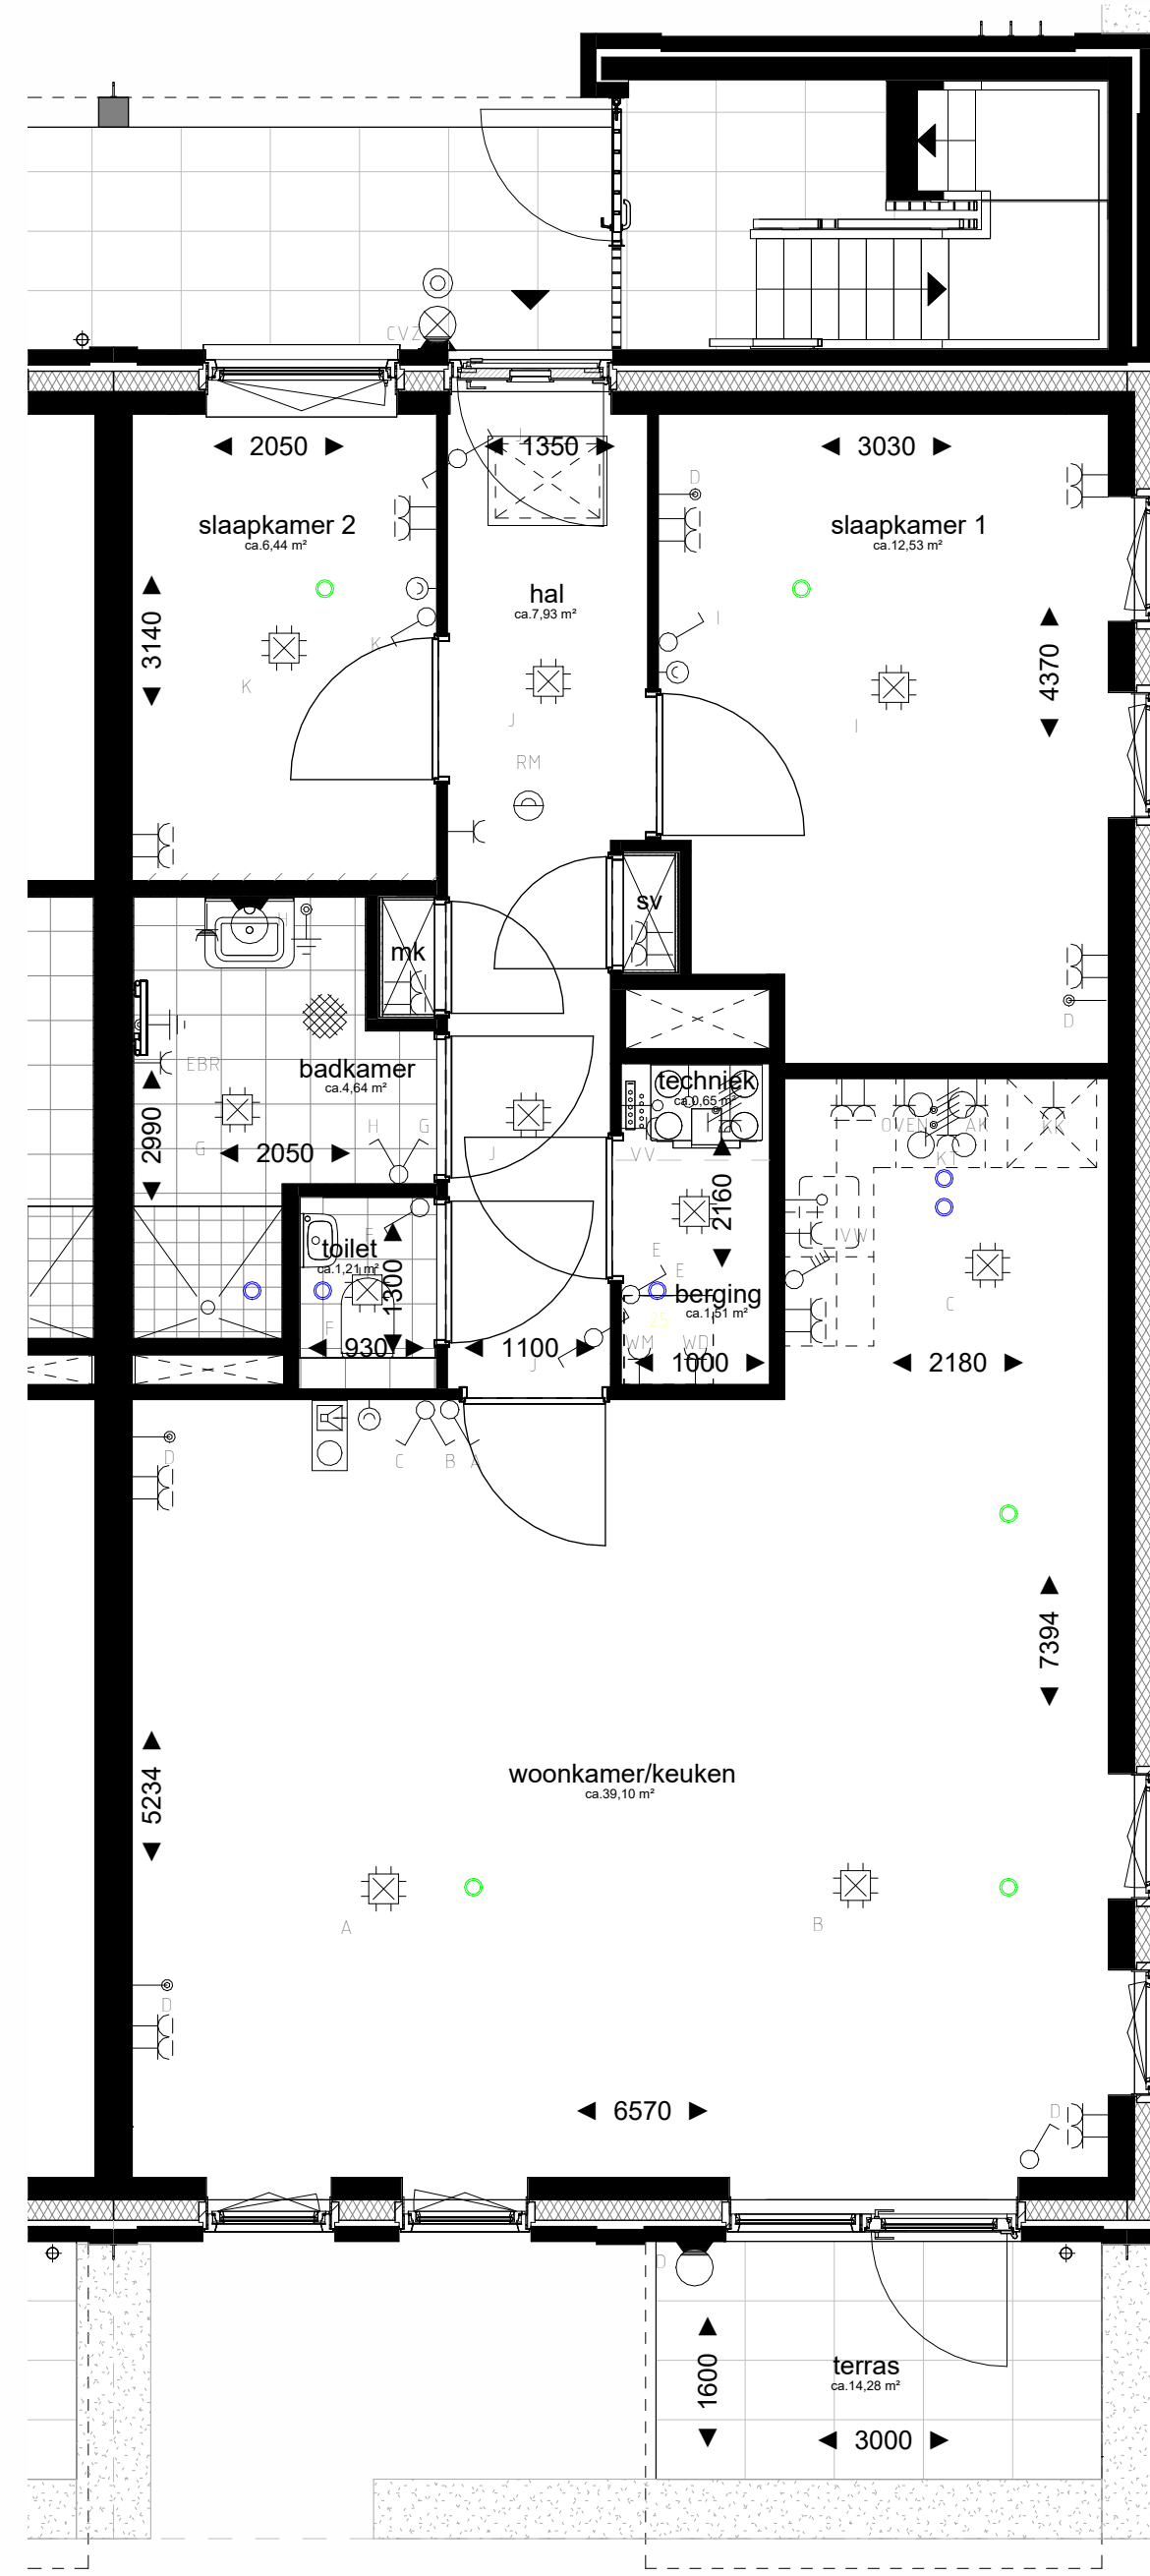 CVZ
2050
J
1350
3030
D
slaapkamer 2
ca.6,44 m²
slaapkamer 1
ca.12,53 m²
hal
ca.7,93 m²
I
3140
K
4370
K
J
I
RM
sv
H
mk
D
EBR
badkamer
ca.4,64 m²
techniek
ca.0,65 m²
OVEN
AK
KK
H
G
G
2990
2050
J
VV
KT
2160
F
toilet
ca.1,21 m²
VW
E
E
1300
berging
ca.1,51 m²
C
F
ZS
WM
WD
930
1100
1000
2180
J
D
C
B
A
7394
5234
woonkamer/keuken
ca.39,10 m²
A
B
D
6570
D
D
1600
terras
ca.14,28 m²
3000